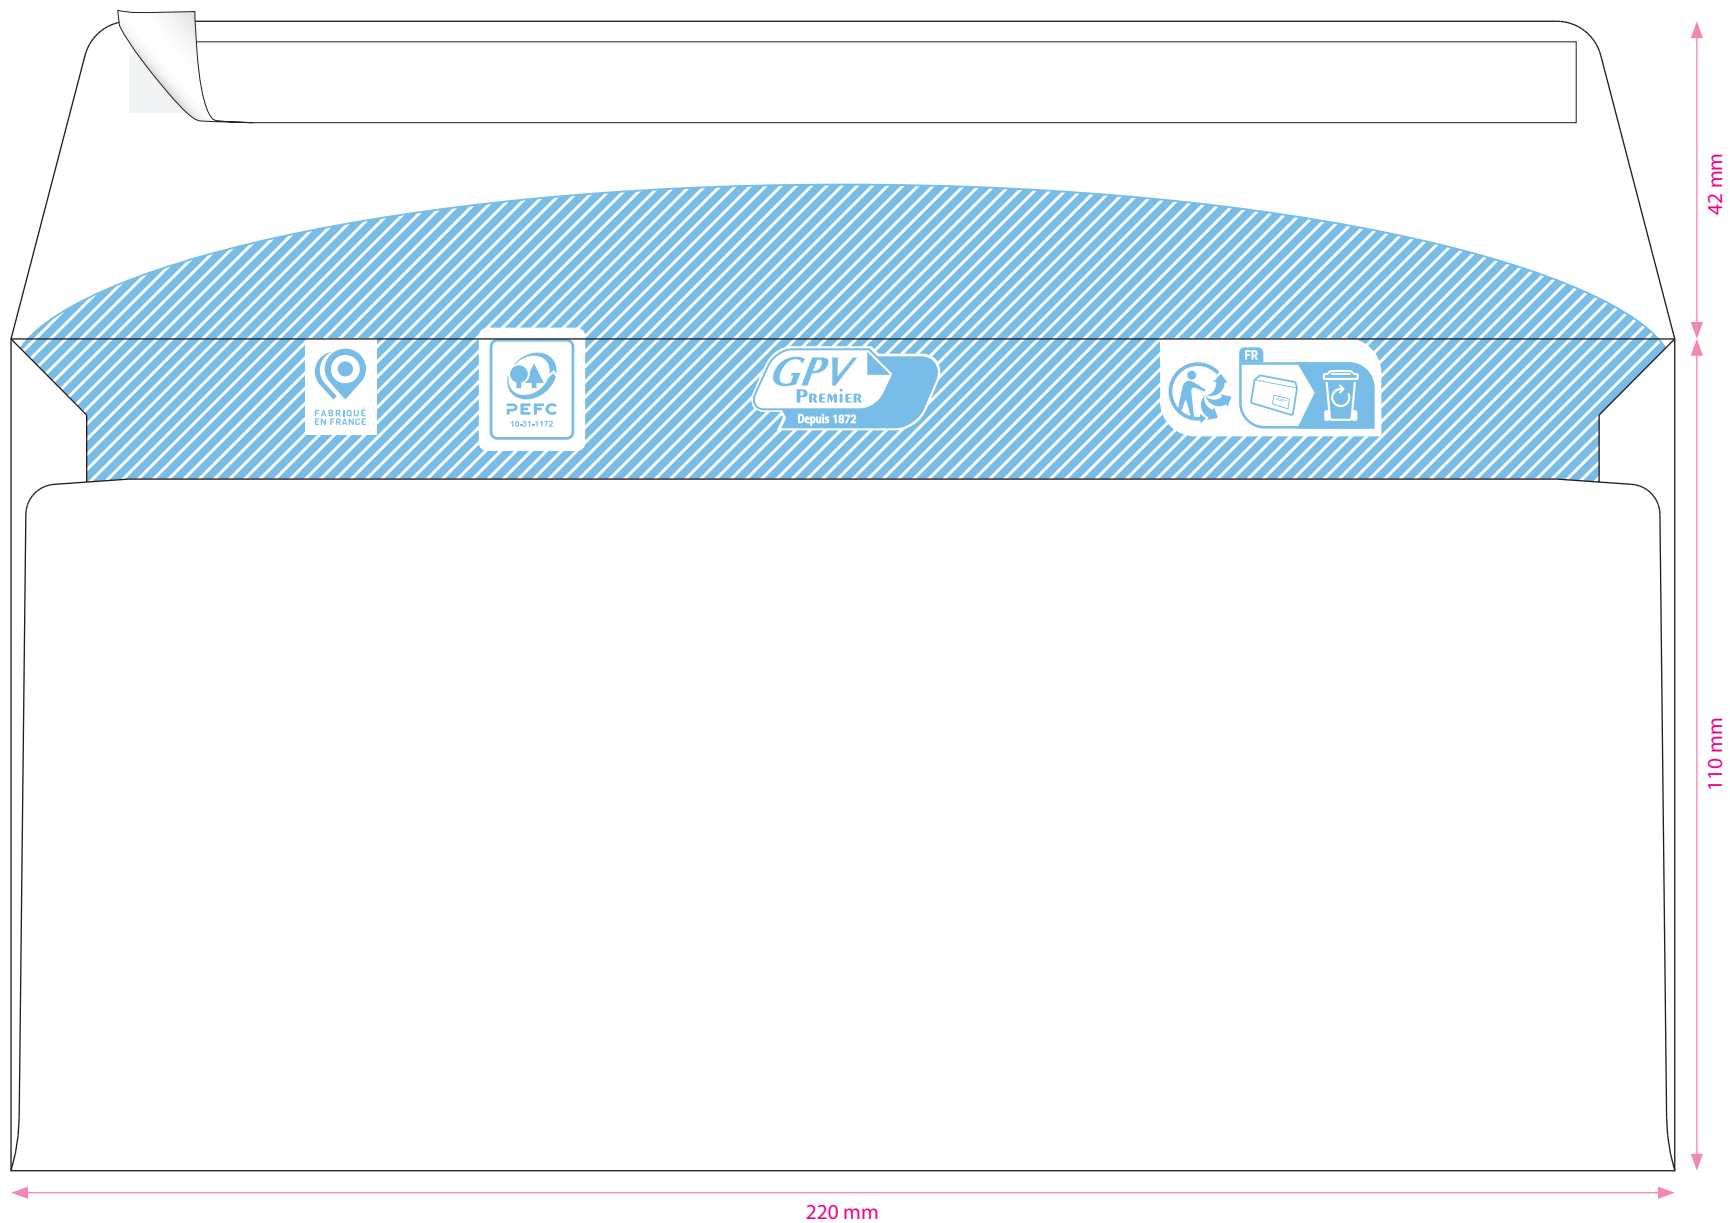 42 mm
FABRIQUÉ
EN FRANCE
PEFC
10-31-1172
GPV
PREMIER
Depuis 1872
FR
110 mm
220 mm